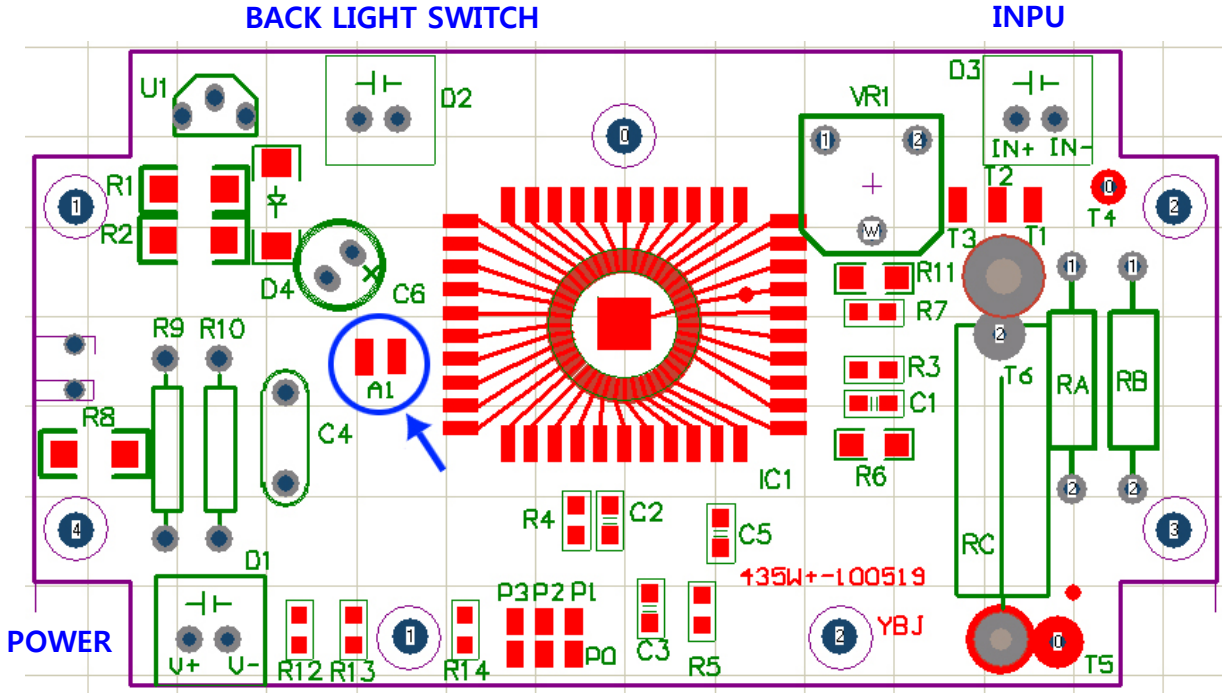 BACK LIGHT SWITCH
INPU
U1
D2
D3
VR1
0
1
2
IN+ IN-
R1
T2
0
1
2
T4
R2
W
T3
T1
D4
C6
R11
1
1
R7
R9
R10
2
A1
R3
T6
RA
RB
C1
R8
C4
R6
IC1
2
2
R4
C2
C5
4
3
RC
D1
435W+-100519
P3 P2 P1
POWER
1
2
YBJ
0
V+ V-
P0
C3
T5
R12
R13
R14
R5